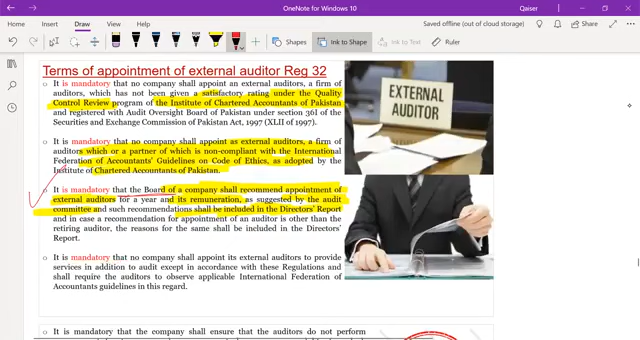 OneNote for Windows 10
Qaiser
Home Insert Draw View Help
Saved offline (out of cloud storage)
Shapes
Ink to Shape
Ink to Text
Ruler
Terms of appointment of external auditor Reg 32
It is mandatory that no company shall appoint an external auditors, a firm of
auditors, which has not been given a satisfactory rating under the Quality
Control Review program of the Institute of Chartered Accountants of Pakistan
and registered with Audit Oversight Board of Pakistan under section 36I of
the Securities and Exchange Commission of Pakistan Act, 1997 (XLII of 1997).
It is mandatory that no company shall appoint as external auditors, a firm of
auditors which or a partner of which is non-compliant with the International
Federation of Accountants' Guidelines on Code of Ethics, as adopted by the
Institute of Chartered Accountants of Pakistan.
It is mandatory that the Board of a company shall recommend appointment of
external auditors for a year and its remuneration, as suggested by the audit
committee and such recommendations shall be included in the Directors' Report
and in case a recommendation for appointment of an auditor is other than the
retiring auditor, the reasons for the same shall be included in the Directors'
Report.
It is mandatory that no company shall appoint its external auditors to provide
services in addition to audit except in accordance with these Regulations and
shall require the auditors to observe applicable International Federation of
Accountants guidelines in this regard.
EXTERNAL
AUDITOR
It is mandatory that the company shall ensure that the auditors do not perform